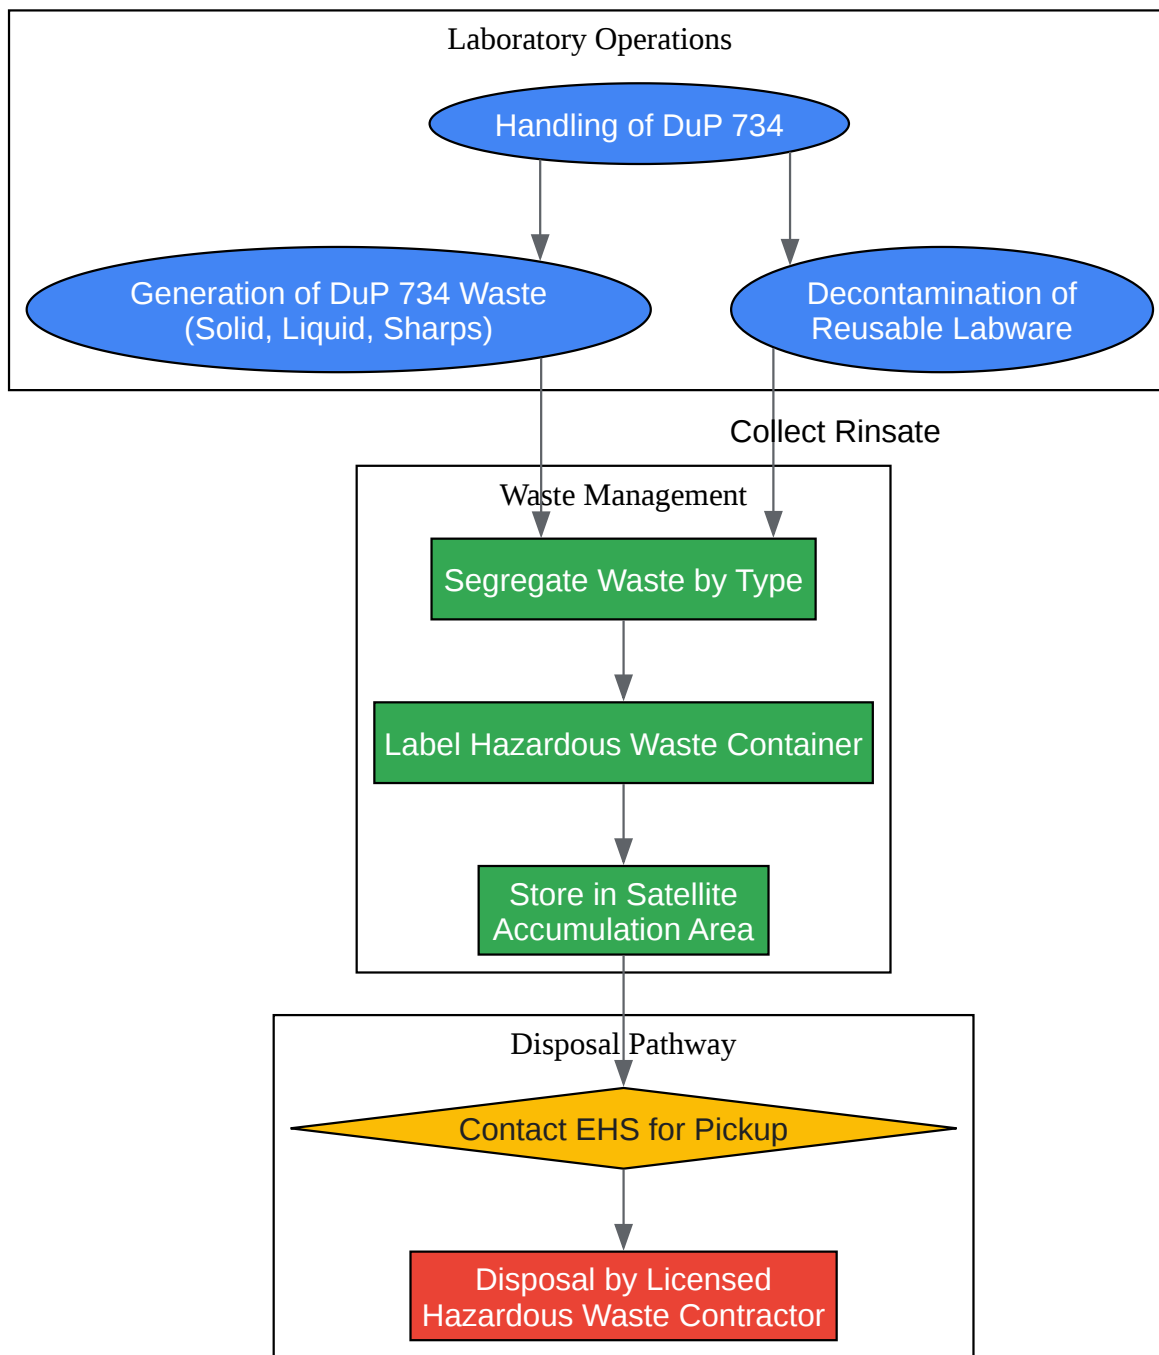 Laboratory Operations
Handling of DuP 734
Generation of DuP 734 Waste
(Solid, Liquid, Sharps)
Decontamination of
Reusable Labware
Collect Rinsate
Waste Management
Segregate Waste by Type
Label Hazardous Waste Container
Store in Satellite
Accumulation Area
Disposal Pathway
Contact EHS for Pickup
Disposal by Licensed
Hazardous Waste Contractor